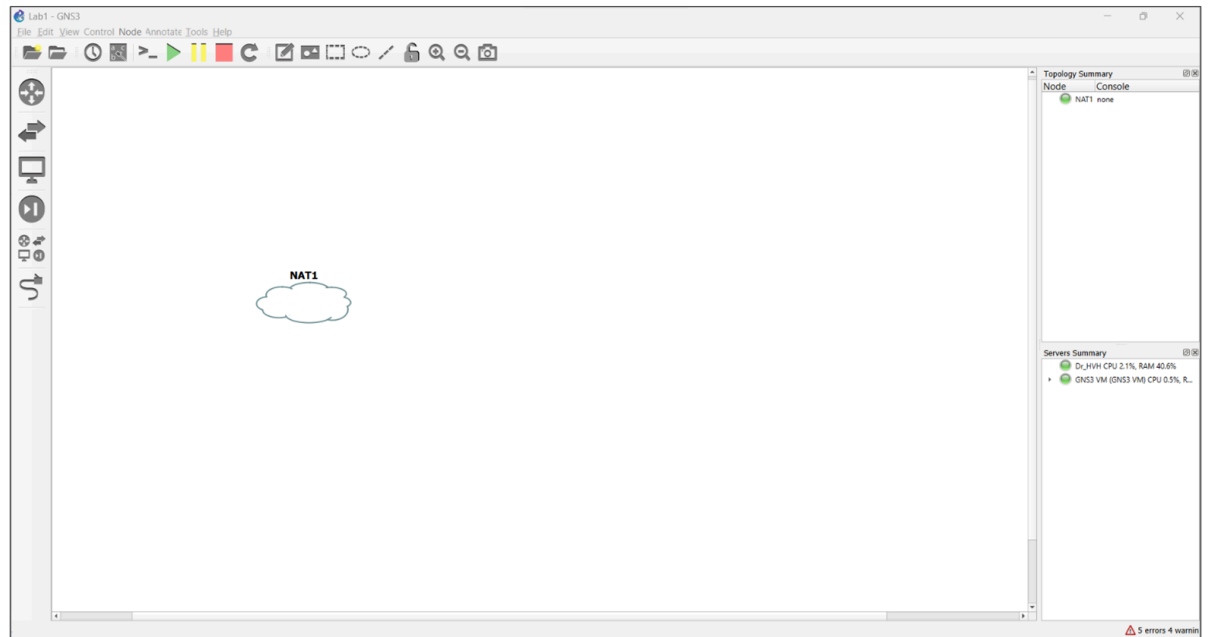 Lab1 - GNS3
File Edit View Control Node Annotate Tools Help
Topology Summary
Node Console
NAT1 none
NAT1
Servers Summary
Dr_HVH CPU 2.1%, RAM 40.6%
GNS3 VM (GNS3 VM) CPU 0.5%, R...
5 errors 4 warnin